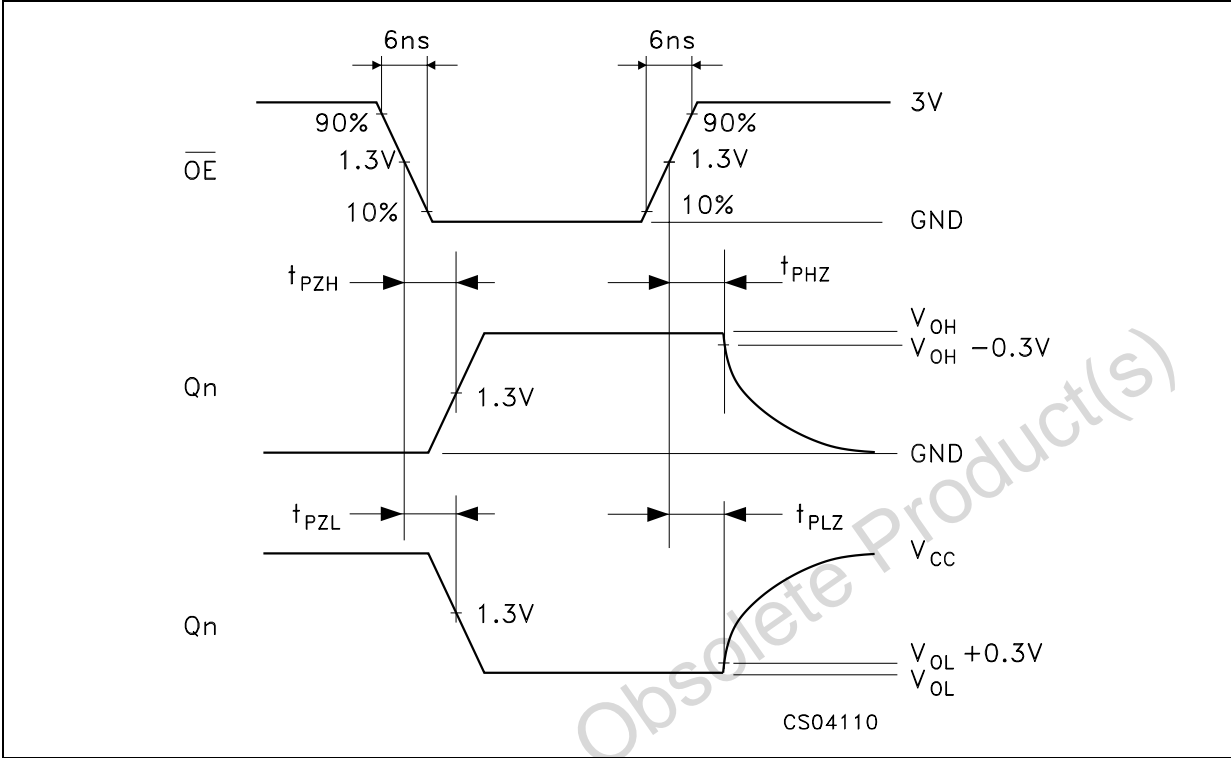 6ns 6ns
3V
90% 90%
O̅E̅ 1.3V 1.3V
10% 10%
GND
tPZH tPHZ
VOH
VOH −0.3V
Qn 1.3V
GND
tPZL tPLZ
VCC
Qn 1.3V
VOL +0.3V
VOL
CS04110
Obsolete Product(s)